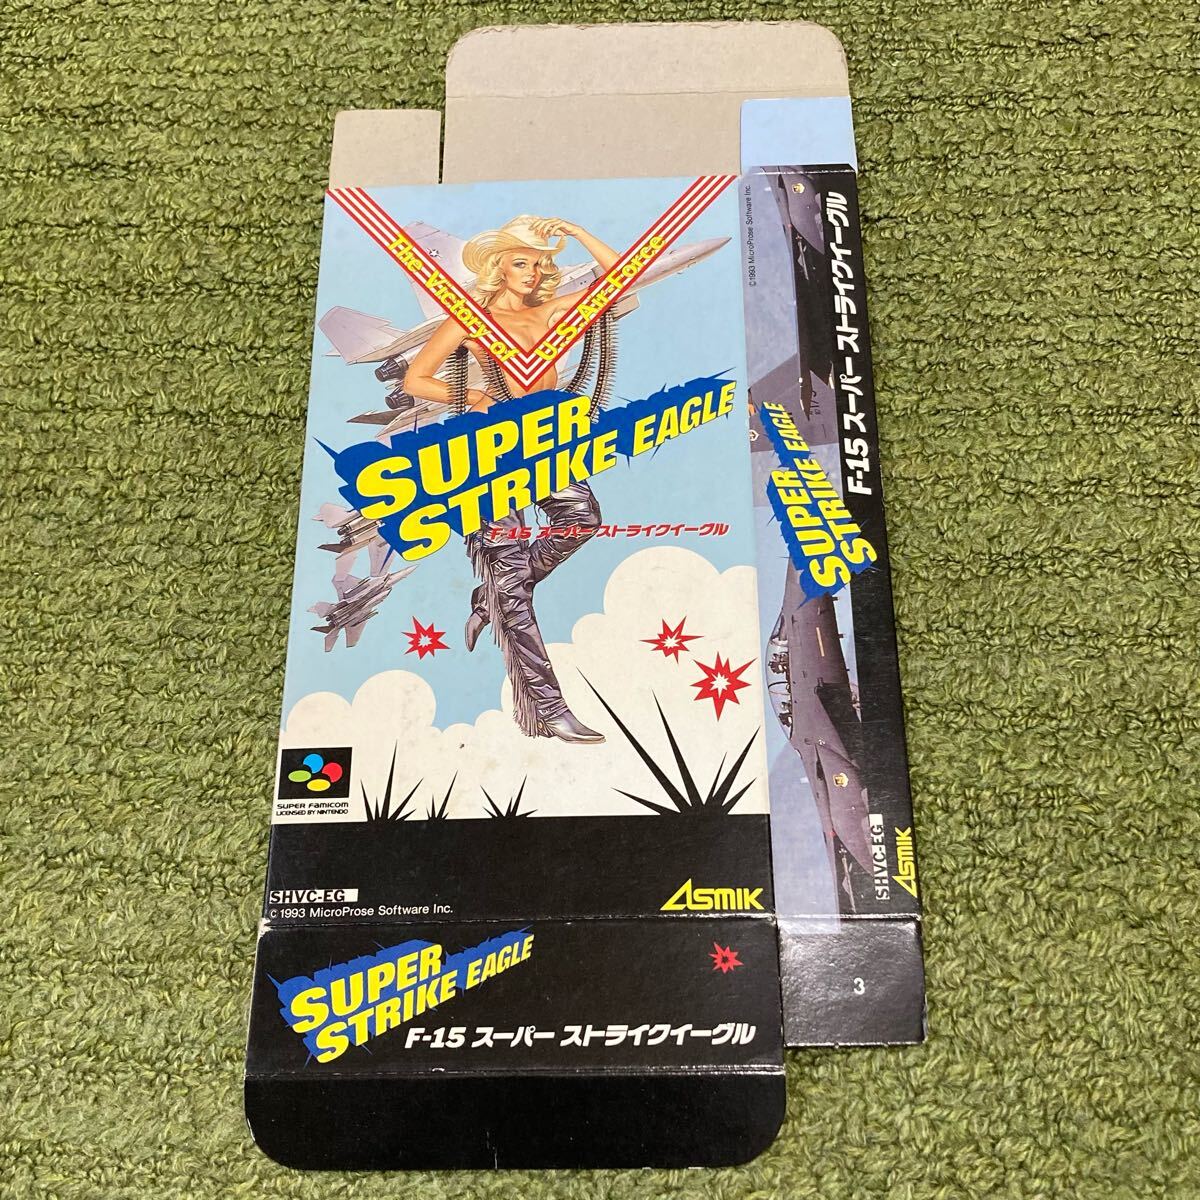 The Victory of
U.S. Air Force
SUPER
STRIKE EAGLE
F-15 スーパー ストライクイーグル
SUPER FAMICOM
LICENSED BY NINTENDO
SHVC-EG
© 1993 MicroProse Software Inc.
ASMIK
SUPER
STRIKE EAGLE
F-15 スーパー ストライクイーグル
©1993 MicroProse Software Inc.
F-15 スーパー ストライクイーグル
SUPER
STRIKE EAGLE
SHVC-EG
ASMIK
3